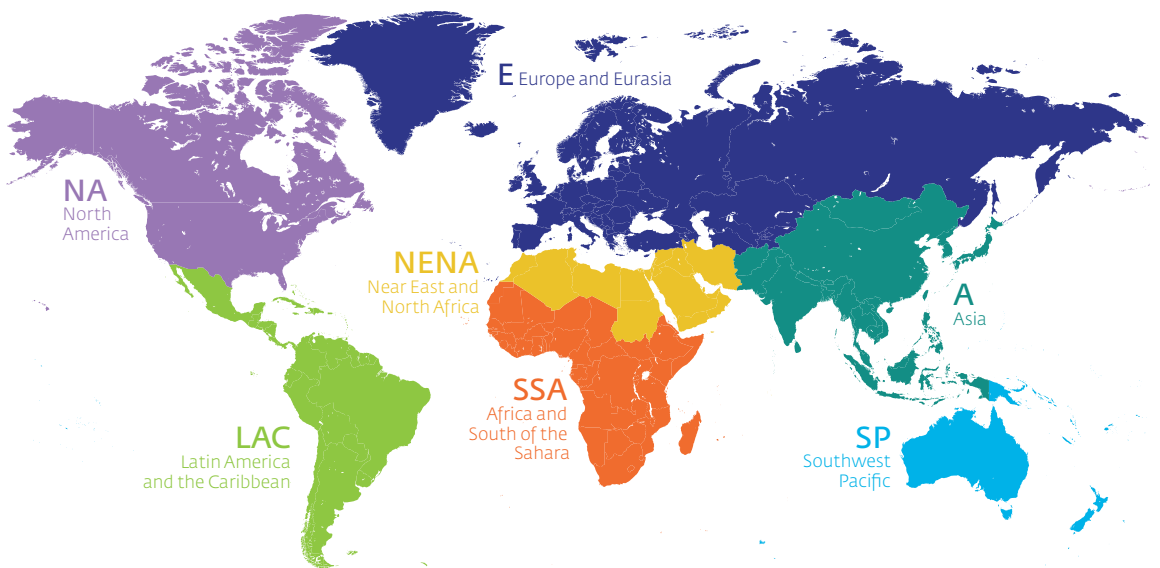 E Europe and Eurasia
NA
North
America
NENA
Near East and
North Africa
A
Asia
SSA
Africa and
South of the
Sahara
LAC
Latin America
and the Caribbean
SP
Southwest
Pacific